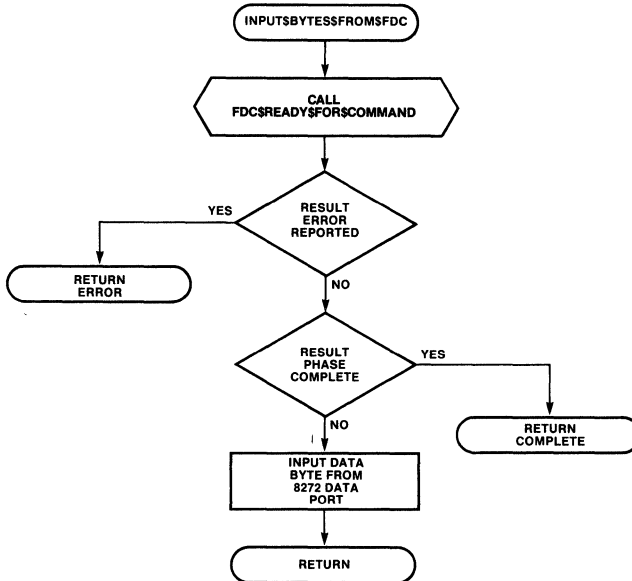 INPUT$BYTES$FROM$FDC
CALL
FDC$READY$FOR$COMMAND
RESULT
ERROR
REPORTED
YES
RETURN
ERROR
NO
RESULT
PHASE
COMPLETE
YES
RETURN
COMPLETE
NO
INPUT DATA
BYTE FROM
8272 DATA
PORT
RETURN